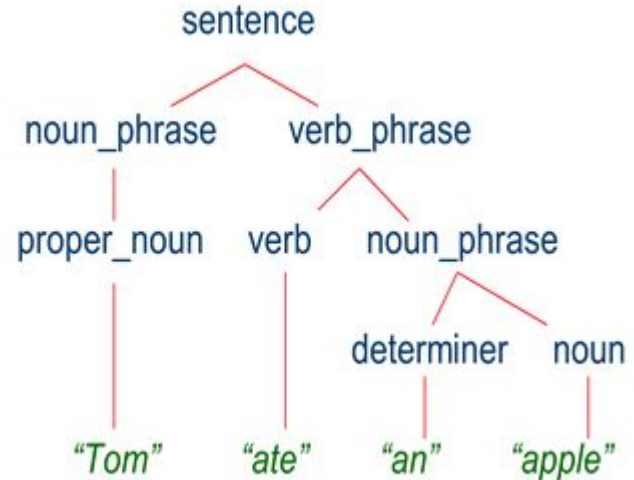 sentence
noun_phrase verb_phrase
proper_noun verb noun_phrase
determiner noun
“Tom” “ate” “an” “apple”